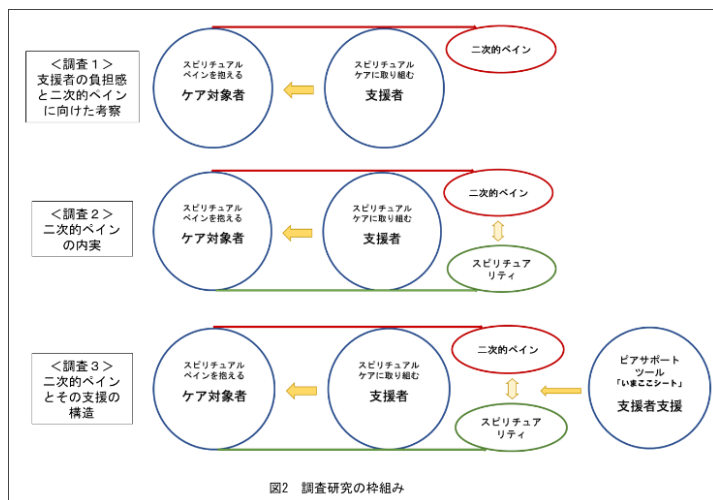 ＜調査１＞
支援者の負担感
と二次的ペイン
に向けた考察
スピリチュアル
ペインを抱える
ケア対象者
スピリチュアル
ケアに取り組む
支援者
二次的ペイン
＜調査２＞
二次的ペイン
の内実
スピリチュアル
ペインを抱える
ケア対象者
スピリチュアル
ケアに取り組む
支援者
二次的ペイン
スピリチュア
リティ
＜調査３＞
二次的ペイン
とその支援の
構造
スピリチュアル
ペインを抱える
ケア対象者
スピリチュアル
ケアに取り組む
支援者
二次的ペイン
スピリチュア
リティ
ピアサポート
ツール
「いまここシート」
支援者支援
図2　調査研究の枠組み